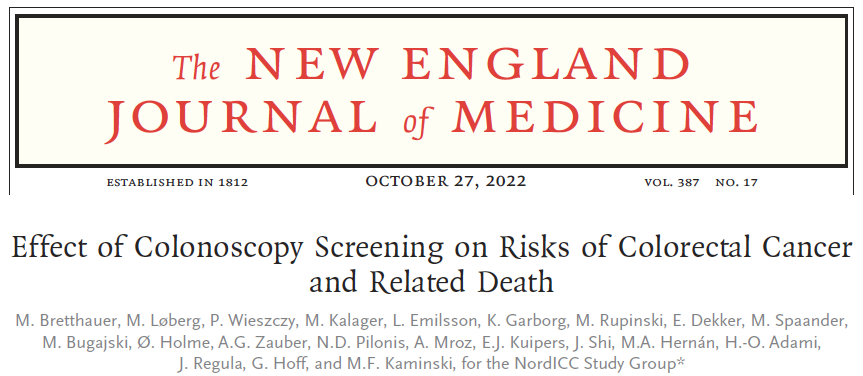 The NEW ENGLAND
JOURNAL of MEDICINE
ESTABLISHED IN 1812 OCTOBER 27, 2022 VOL. 387 NO. 17
Effect of Colonoscopy Screening on Risks of Colorectal Cancer
and Related Death
M. Bretthauer, M. Løberg, P. Wieszczy, M. Kalager, L. Emilsson, K. Garborg, M. Rupinski, E. Dekker, M. Spaander,
M. Bugajski, Ø. Holme, A.G. Zauber, N.D. Pilonis, A. Mroz, E.J. Kuipers, J. Shi, M.A. Hernán, H.-O. Adami,
J. Regula, G. Hoff, and M.F. Kaminski, for the NordICC Study Group*